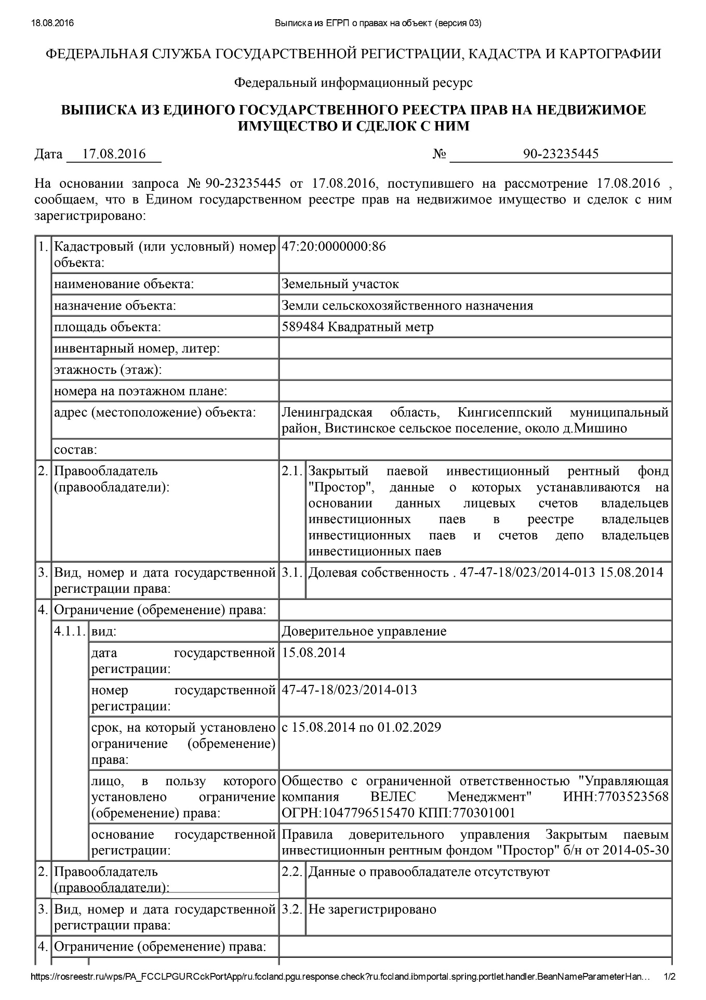 18.08.2016 Выписка из ЕГРП о правах на объект (версия 03)
ФЕДЕРАЛЬНАЯ СЛУЖБА ГОСУДАРСТВЕННОЙ РЕГИСТРАЦИИ, КАДАСТРА И КАРТОГРАФИИ
Федеральный информационный ресурс
ВЫПИСКА ИЗ ЕДИНОГО ГОСУДАРСТВЕННОГО РЕЕСТРА ПРАВ НА НЕДВИЖИМОЕ
ИМУЩЕСТВО И СДЕЛОК С НИМ
Дата 17.08.2016 № 90-23235445
На основании запроса № 90-23235445 от 17.08.2016, поступившего на рассмотрение 17.08.2016 ,
сообщаем, что в Едином государственном реестре прав на недвижимое имущество и сделок с ним
зарегистрировано:
1. Кадастровый (или условный) номер 47:20:0000000:86
объекта:
наименование объекта: Земельный участок
назначение объекта: Земли сельскохозяйственного назначения
площадь объекта: 589484 Квадратный метр
инвентарный номер, литер:
этажность (этаж):
номера на поэтажном плане:
адрес (местоположение) объекта: Ленинградская область, Кингисеппский муниципальный
район, Вистинское сельское поселение, около д.Мишино
состав:
2. Правообладатель 2.1. Закрытый паевой инвестиционный рентный фонд
(правообладатели): "Простор", данные о которых устанавливаются на
основании данных лицевых счетов владельцев
инвестиционных паев в реестре владельцев
инвестиционных паев и счетов депо владельцев
инвестиционных паев
3. Вид, номер и дата государственной 3.1. Долевая собственность . 47-47-18/023/2014-013 15.08.2014
регистрации права:
4. Ограничение (обременение) права:
4.1.1. вид: Доверительное управление
дата государственной 15.08.2014
регистрации:
номер государственной 47-47-18/023/2014-013
регистрации:
срок, на который установлено с 15.08.2014 по 01.02.2029
ограничение (обременение)
права:
лицо, в пользу которого Общество с ограниченной ответственностью "Управляющая
установлено ограничение компания ВЕЛЕС Менеджмент" ИНН:7703523568
(обременение) права: ОГРН:1047796515470 КПП:770301001
основание государственной Правила доверительного управления Закрытым паевым
регистрации: инвестиционнын рентным фондом "Простор" б/н от 2014-05-30
2. Правообладатель 2.2. Данные о правообладателе отсутствуют
(правообладатели):
3. Вид, номер и дата государственной 3.2. Не зарегистрировано
регистрации права:
4. Ограничение (обременение) права:
https://rosreestr.ru/wps/PA_FCCLPGURCckPortApp/ru.fccland.pgu.response.check?ru.fccland.ibmportal.spring.portlet.handler.BeanNameParameterHan… 1/2